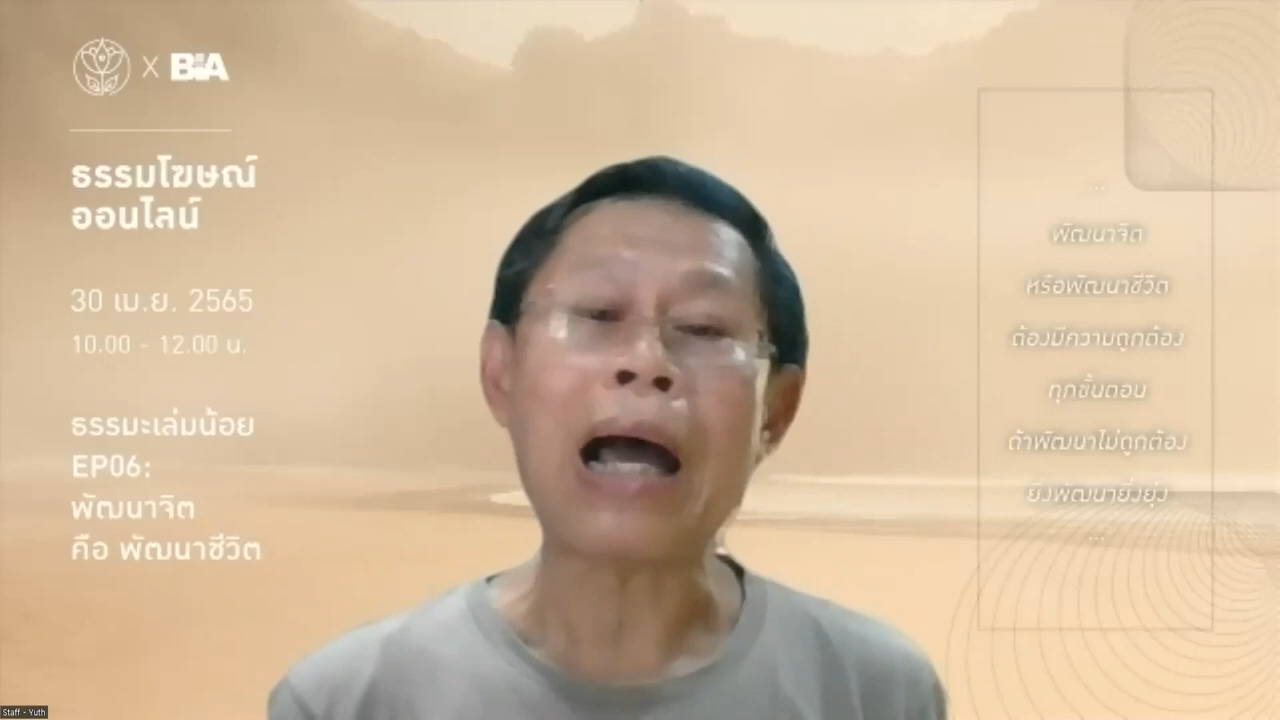 X BIA
ธรรมโฆษณ์
ออนไลน์
30 เม.ย. 2565
10.00 - 12.00 น.
ธรรมะเล่มน้อย
EP06:
พัฒนาจิต
คือ พัฒนาชีวิต
...
พัฒนาจิต
หรือพัฒนาชีวิต
ต้องมีความถูกต้อง
ทุกขั้นตอน
ถ้าพัฒนาไม่ถูกต้อง
ยิ่งพัฒนายิ่งยุ่ง
...
Staff - Yuth